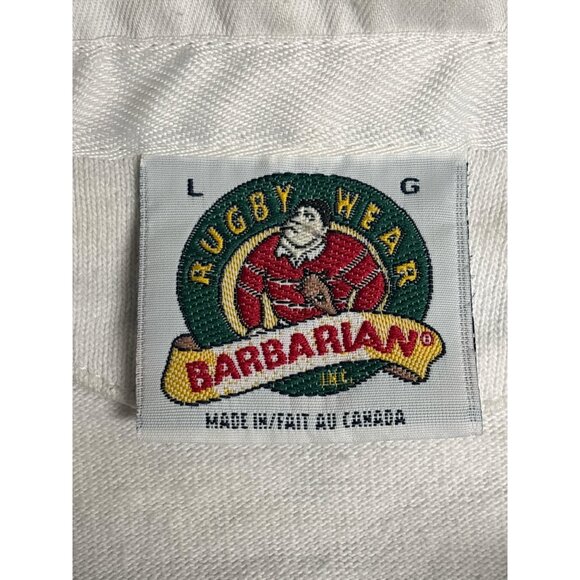 L G
RUGBY WEAR
BARBARIAN®
INC.
MADE IN/FAIT AU CANADA